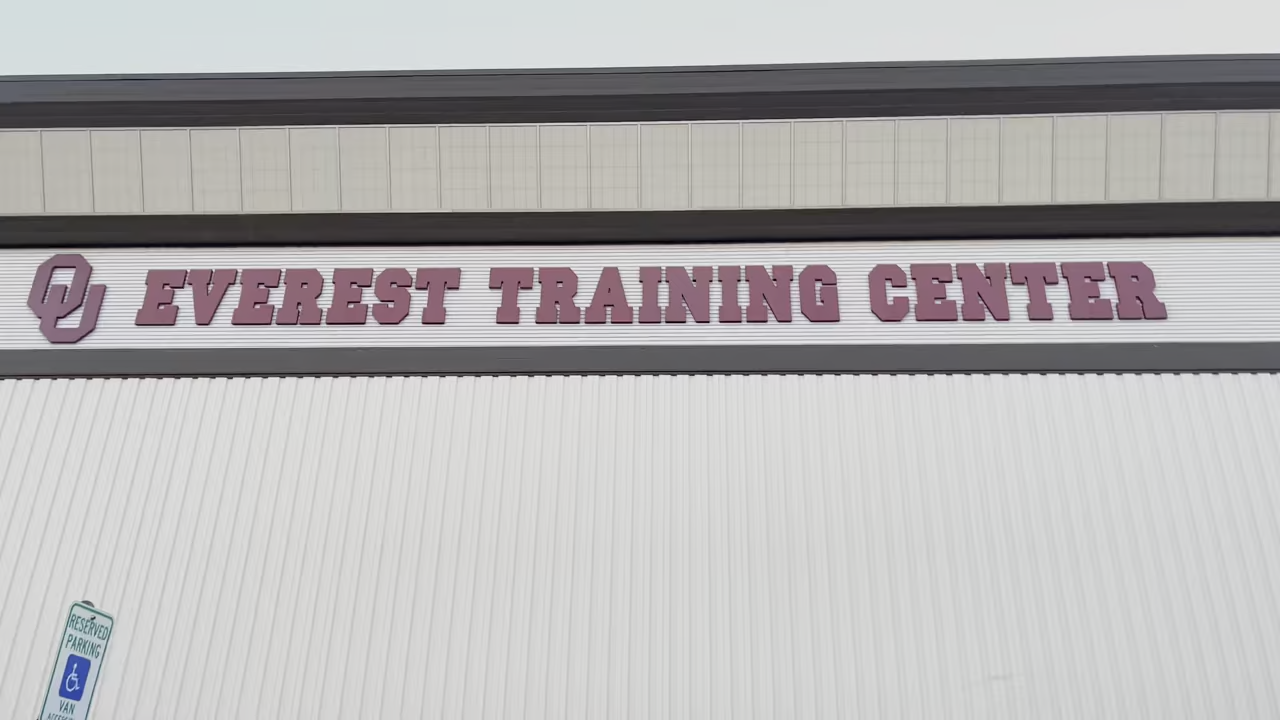 OU EVEREST TRAINING CENTER
RESERVED
PARKING
VAN